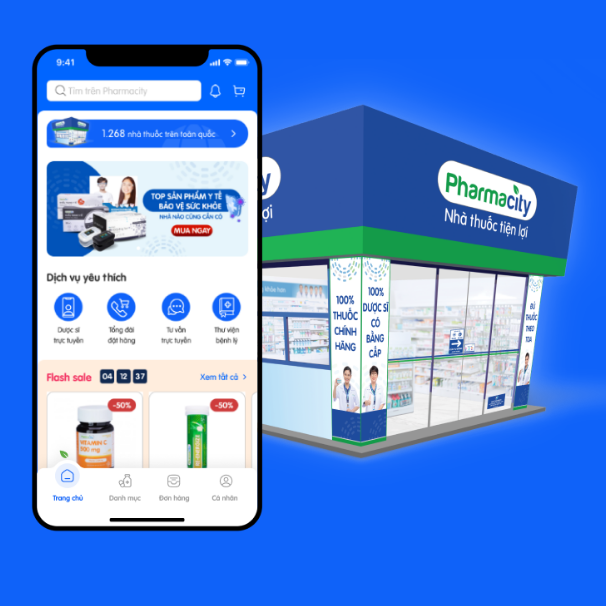 9:41
Tìm trên Pharmacity
1.268 nhà thuốc trên toàn quốc
TOP SẢN PHẨM Y TẾ
BẢO VỆ SỨC KHỎE
NHÀ NÀO CŨNG CẦN CÓ
MUA NGAY
Dịch vụ yêu thích
Dược sĩ
trực tuyến
Tổng đài
đặt hàng
Tư vấn
trực tuyến
Thư viện
bệnh lý
Flash sale 04 12 37 Xem tất cả
-50%
-50%
VITAMIN C
Trang chủ
Danh mục
Đơn hàng
Cá nhân
Pharmacity
Nhà thuốc tiện lợi
y
lợi
100%
THUỐC
CHÍNH
HÃNG
100%
DƯỢC SĨ
CÓ
BẰNG
CẤP
ĐỦ
THUỐC
THEO
TOA